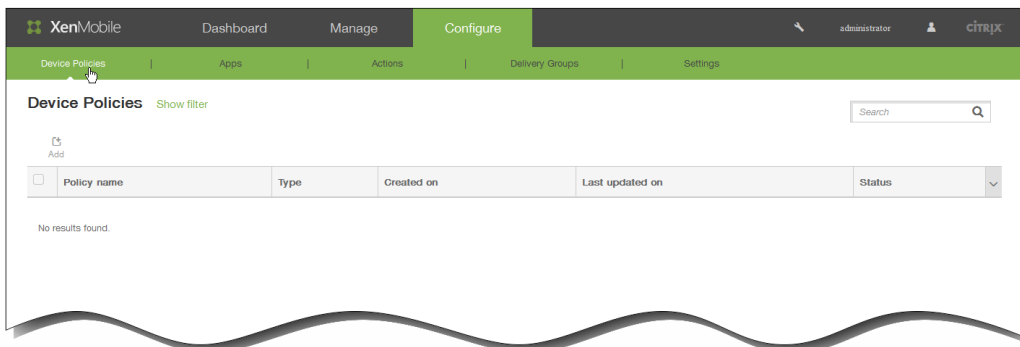 XenMobile Dashboard Manage Configure administrator CITRIX
Device Policies | Apps | Actions | Delivery Groups | Settings
Device Policies Show filter
Search
Add
Policy name Type Created on Last updated on Status
No results found.